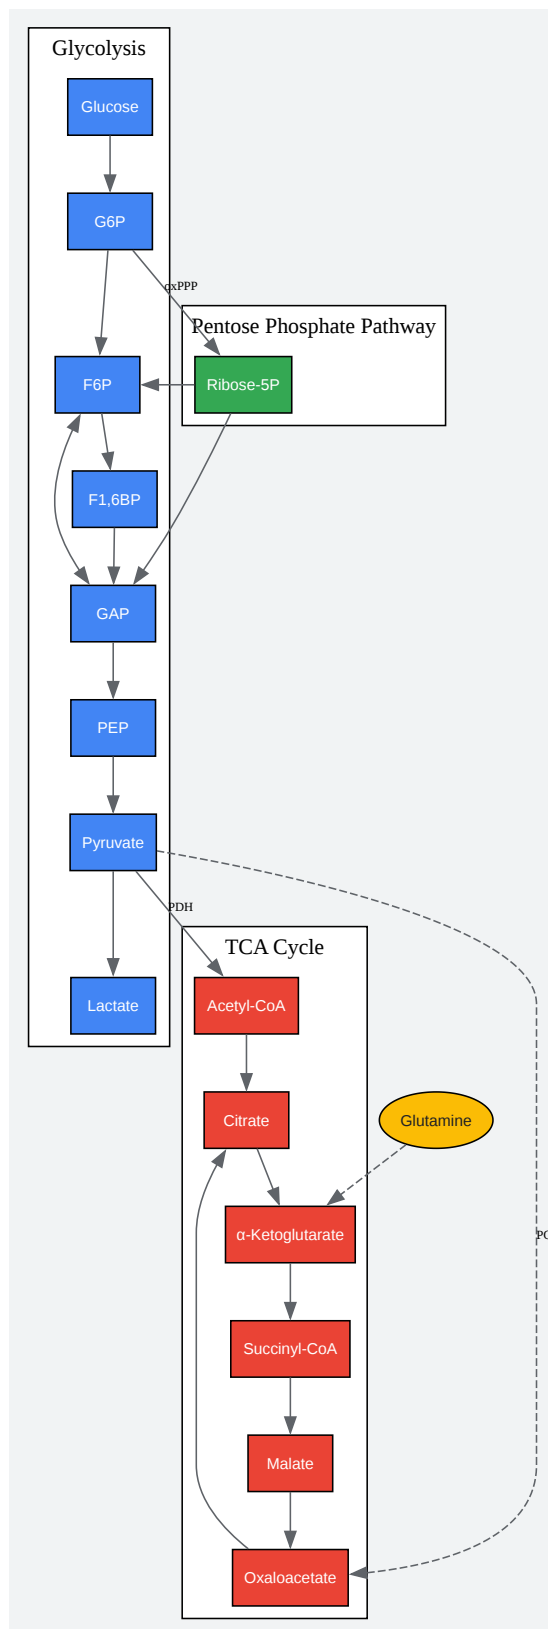 Glycolysis
Glucose
G6P
oxPPP
Pentose Phosphate Pathway
F6P
Ribose-5P
F1,6BP
GAP
PEP
Pyruvate
PDH
TCA Cycle
Lactate
Acetyl-CoA
Citrate
Glutamine
α-Ketoglutarate
Succinyl-CoA
Malate
Oxaloacetate